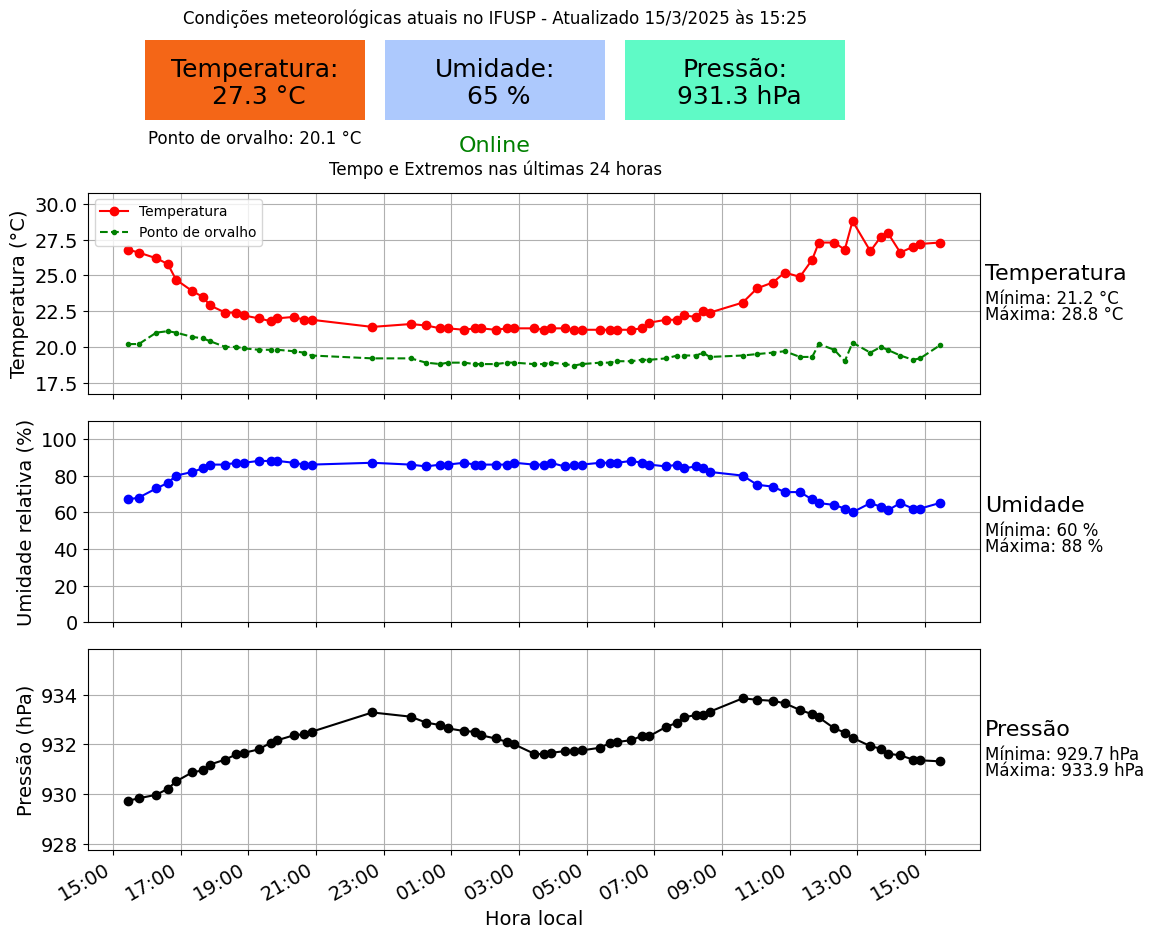 Condições meteorológicas atuais no IFUSP - Atualizado 15/3/2025 às 15:25
Temperatura:
27.3 °C
Umidade:
65 %
Pressão:
931.3 hPa
Ponto de orvalho: 20.1 °C
Online
Tempo e Extremos nas últimas 24 horas
Temperatura (°C)
30.0
27.5
25.0
22.5
20.0
17.5
Temperatura
Ponto de orvalho
Temperatura
Mínima: 21.2 °C
Máxima: 28.8 °C
Umidade relativa (%)
100
80
60
40
20
0
Umidade
Mínima: 60 %
Máxima: 88 %
Pressão (hPa)
934
932
930
928
Pressão
Mínima: 929.7 hPa
Máxima: 933.9 hPa
15:00 17:00 19:00 21:00 23:00 01:00 03:00 05:00 07:00 09:00 11:00 13:00 15:00
Hora local